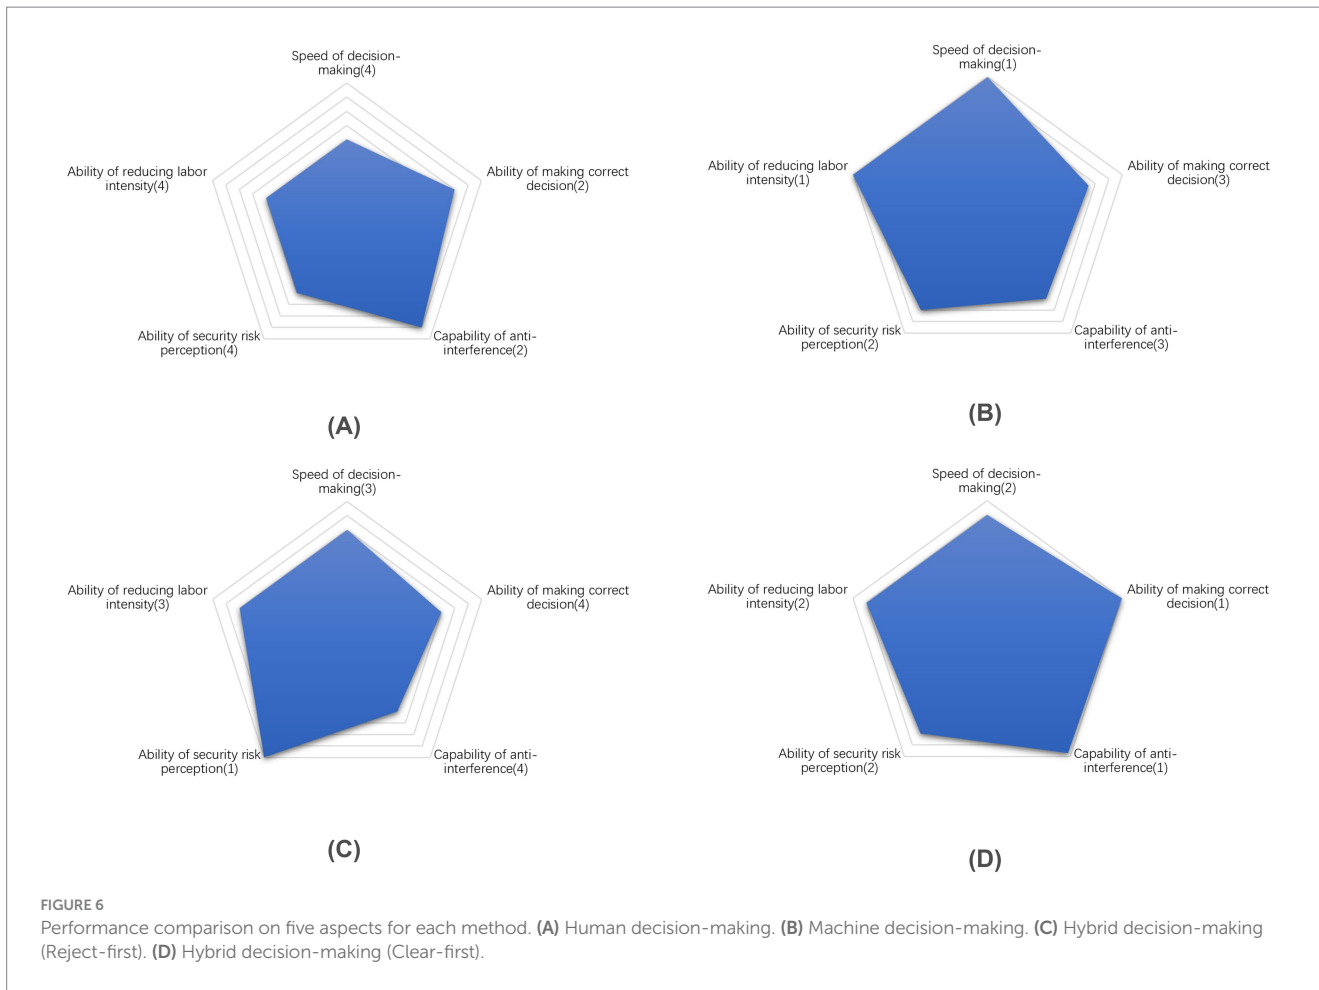 Speed of decision-
making(4)
Ability of reducing labor
intensity(4)
Ability of making correct
decision(2)
Ability of security risk
perception(4)
Capability of anti-
interference(2)
(A)
Speed of decision-
making(1)
Ability of reducing labor
intensity(1)
Ability of making correct
decision(3)
Ability of security risk
perception(2)
Capability of anti-
interference(3)
(B)
Speed of decision-
making(3)
Ability of reducing labor
intensity(3)
Ability of making correct
decision(4)
Ability of security risk
perception(1)
Capability of anti-
interference(4)
(C)
Speed of decision-
making(2)
Ability of reducing labor
intensity(2)
Ability of making correct
decision(1)
Ability of security risk
perception(2)
Capability of anti-
interference(1)
(D)
FIGURE 6
Performance comparison on five aspects for each method. (A) Human decision-making. (B) Machine decision-making. (C) Hybrid decision-making
(Reject-first). (D) Hybrid decision-making (Clear-first).